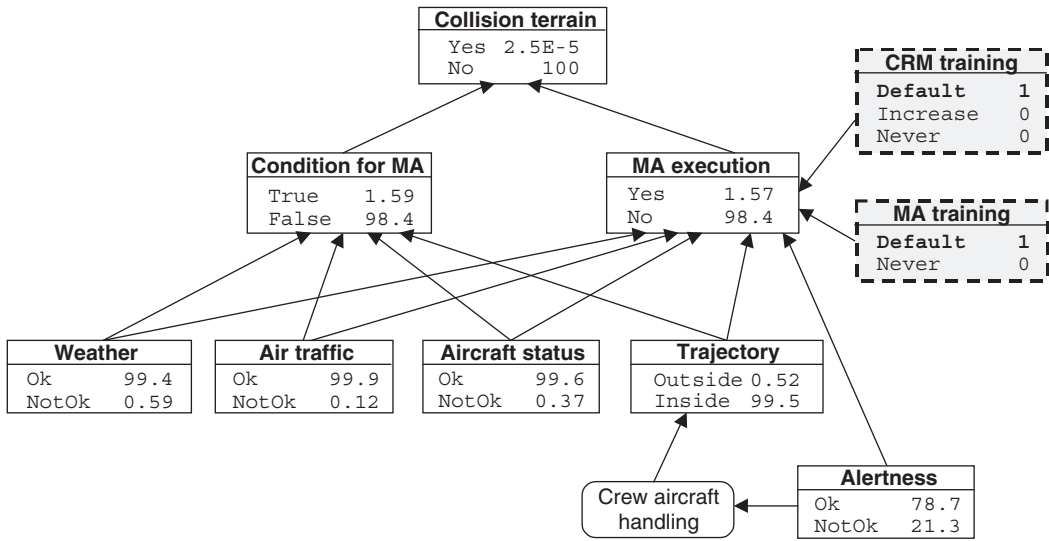 Collision terrain
Yes 2.5E-5
No 100
CRM training
Default 1
Increase 0
Never 0
Condition for MA
True 1.59
False 98.4
MA execution
Yes 1.57
No 98.4
MA training
Default 1
Never 0
Weather
Ok 99.4
NotOk 0.59
Air traffic
Ok 99.9
NotOk 0.12
Aircraft status
Ok 99.6
NotOk 0.37
Trajectory
Outside 0.52
Inside 99.5
Crew aircraft
handling
Alertness
Ok 78.7
NotOk 21.3